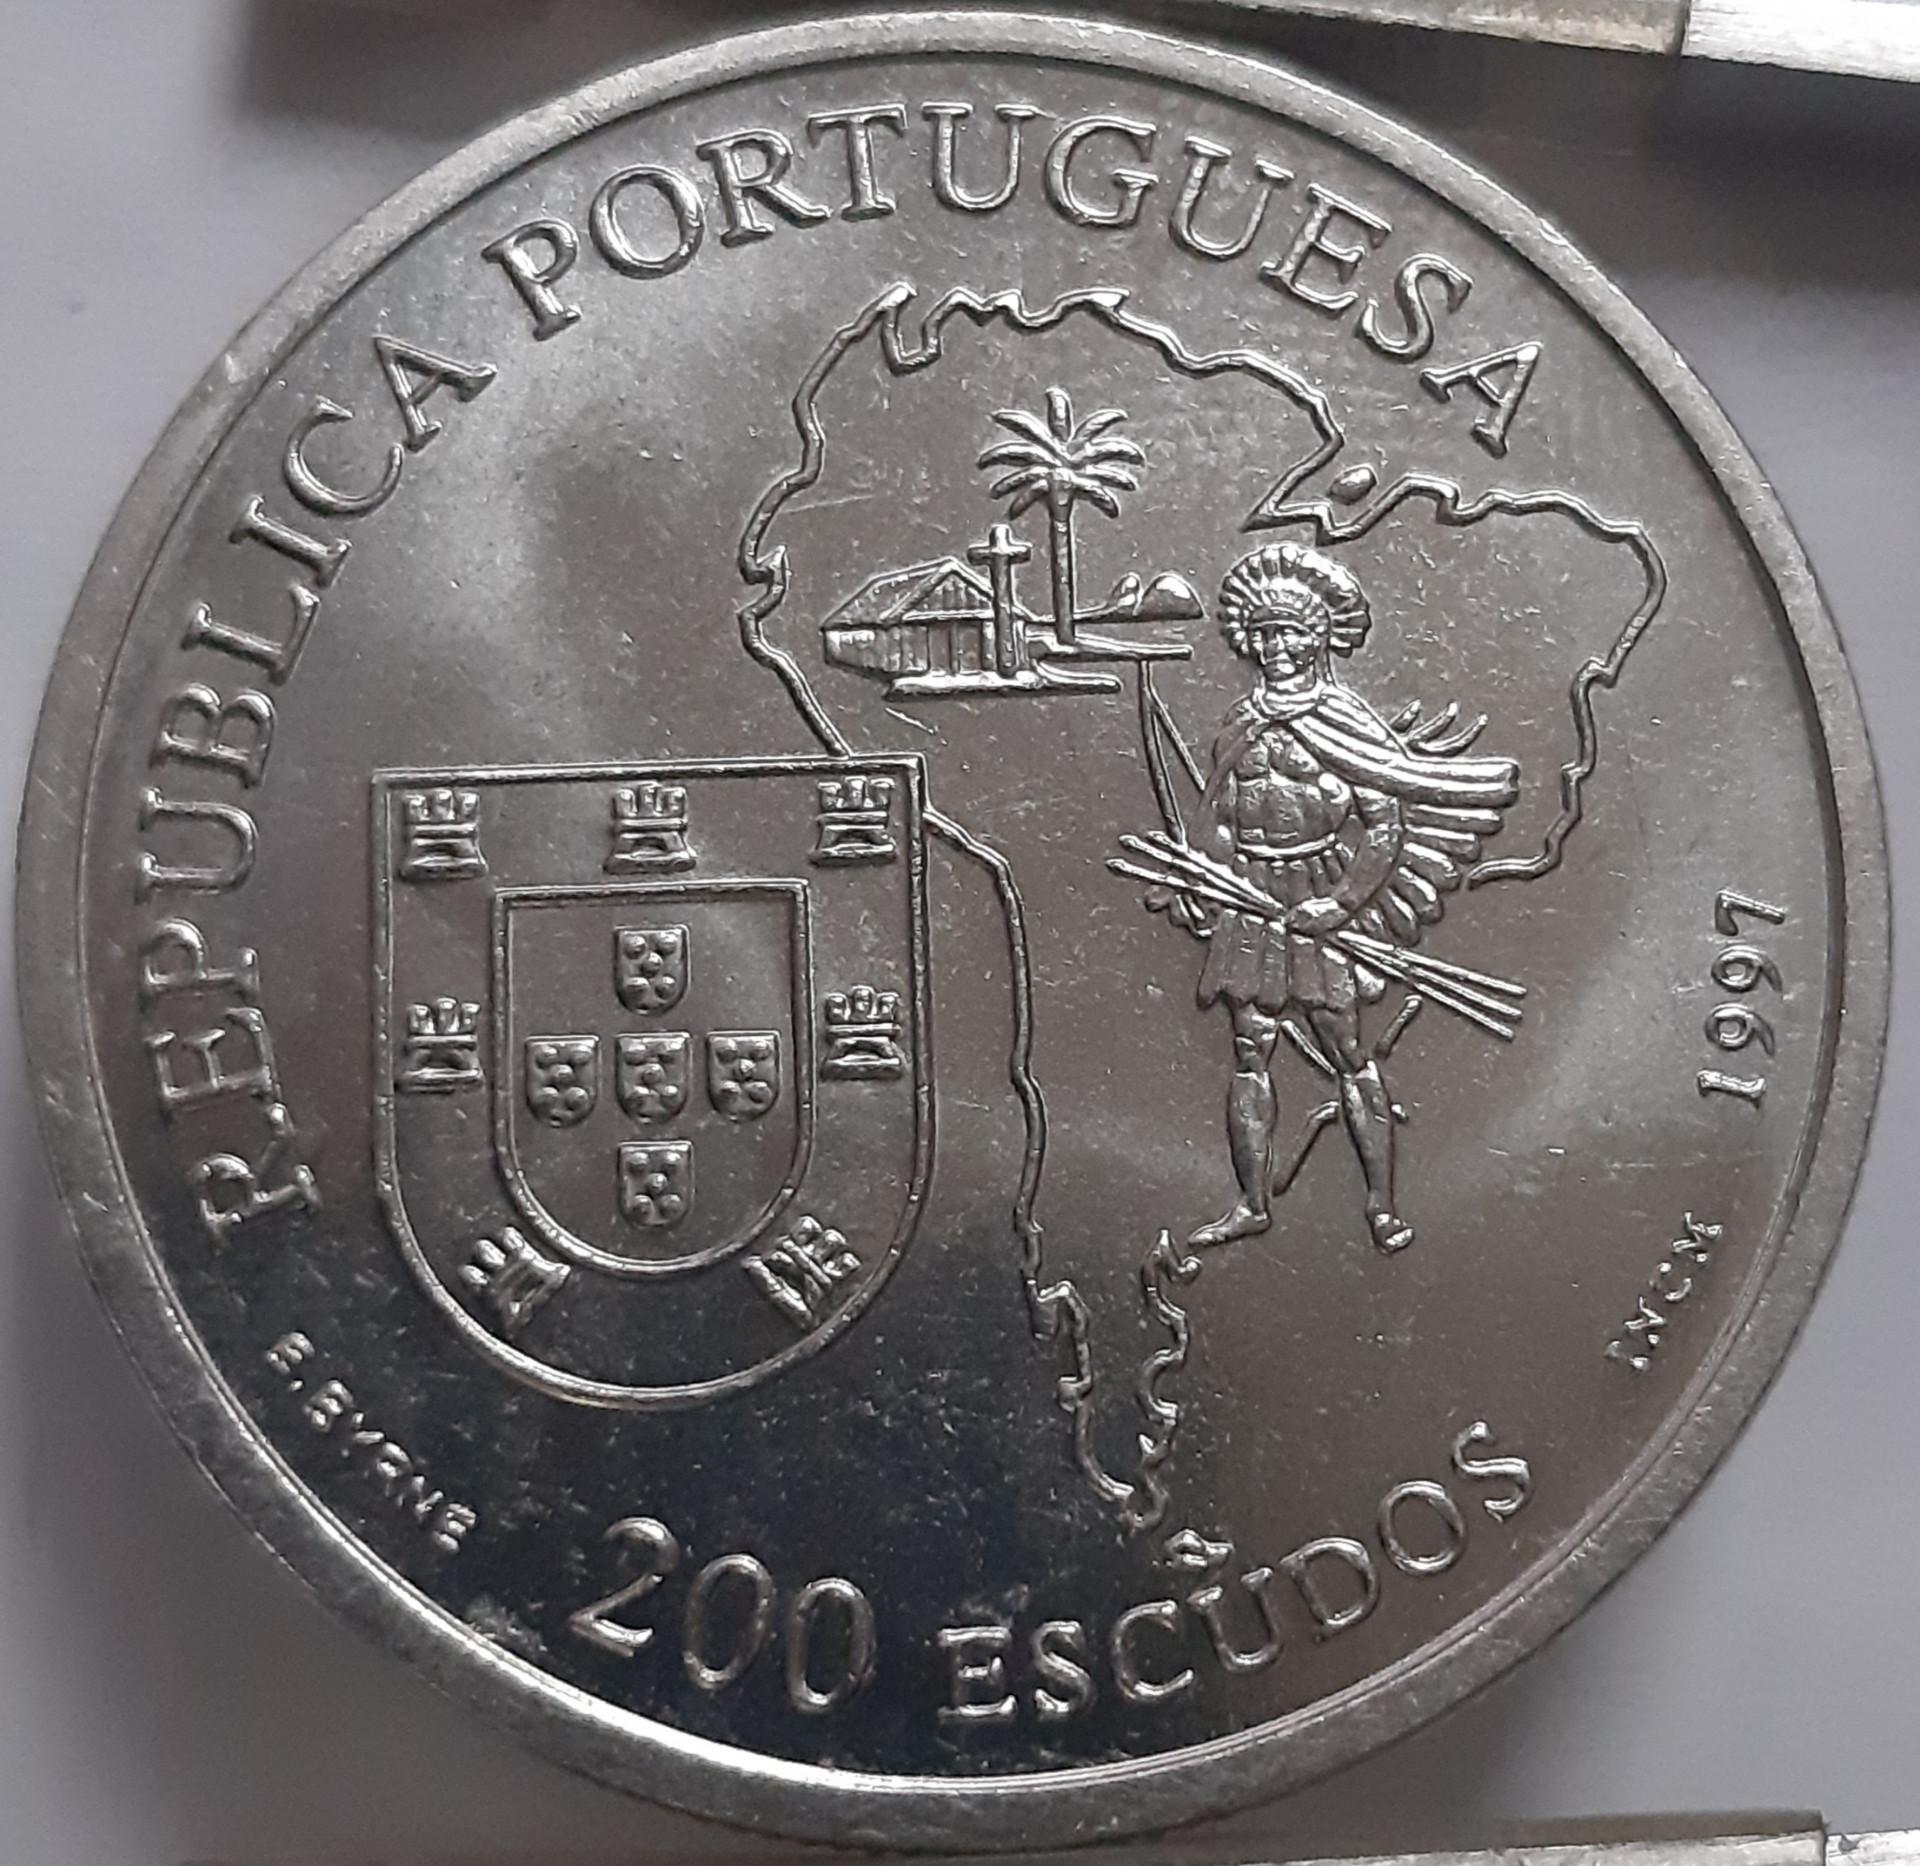 REPUBLICA PORTUGUESA
1997
INCM
200 ESCUDOS
E. BYRNE